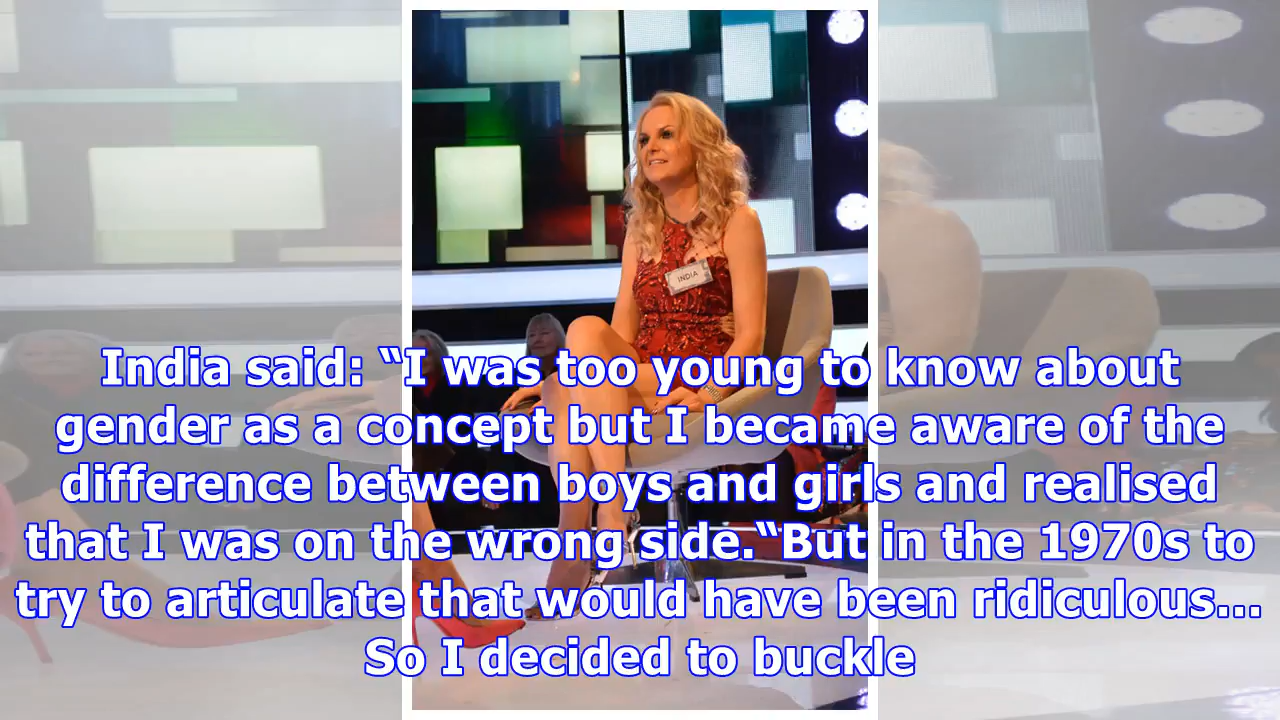 INDIA
India said: “I was too young to know about
gender as a concept but I became aware of the
difference between boys and girls and realised
that I was on the wrong side.“But in the 1970s to
try to articulate that would have been ridiculous...
So I decided to buckle